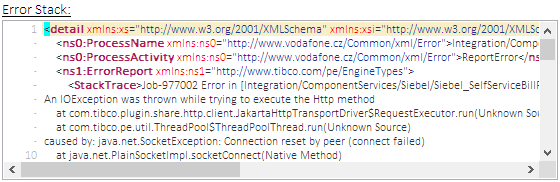 Error Stack:
1 <detail xmlns:xs="http://www.w3.org/2001/XMLSchema" xmlns:xsi="http://www.w3.org/2001/XMLSche
- <ns0:ProcessName xmlns:ns0="http://www.vodafone.cz/Common/xml/Error">Integration/Compo
- <ns0:ProcessActivity xmlns:ns0="http://www.vodafone.cz/Common/xml/Error">ReportError</ns
- <ns1:ErrorReport xmlns:ns1="http://www.tibco.com/pe/EngineTypes">
- <StackTrace>Job-977002 Error in [Integration/ComponentServices/Siebel/Siebel_SelfServiceBillF
An IOException was thrown while trying to execute the Http method
- at com.tibco.plugin.share.http.client.JakartaHttpTransportDriver$RequestExecutor.run(Unknown Sou
- at com.tibco.pe.util.ThreadPool$ThreadPoolThread.run(Unknown Source)
caused by: java.net.SocketException: Connection reset by peer (connect failed)
10 at java.net.PlainSocketImpl.socketConnect(Native Method)